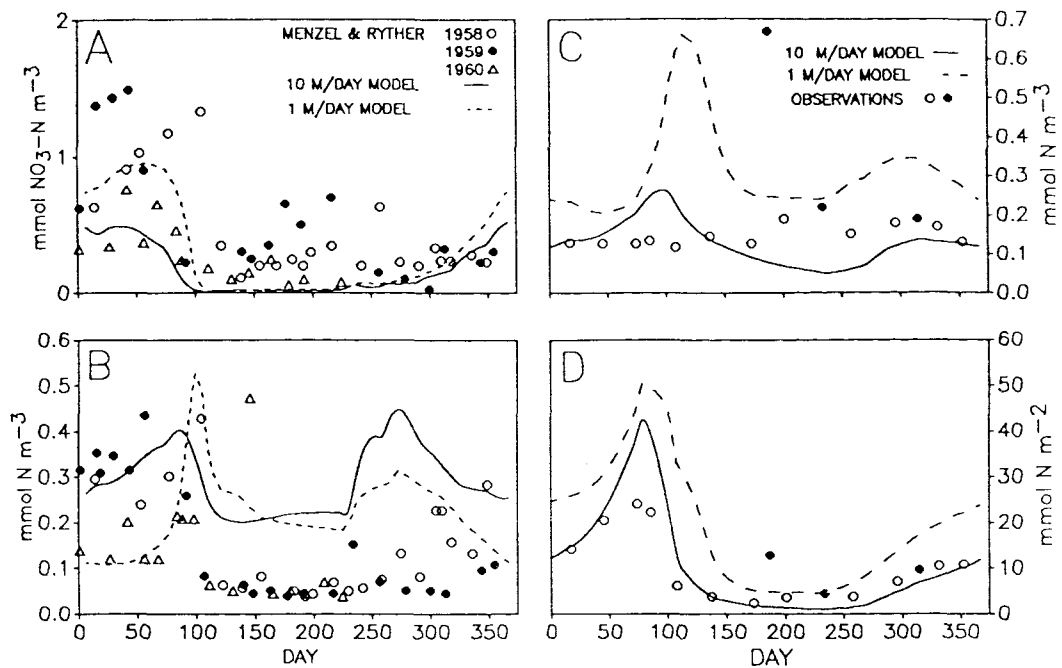 A
2
1
0
mmol NO3-N m-3
MENZEL & RYTHER 1958 ○
1959 ●
1960 △
10 M/DAY MODEL —
1 M/DAY MODEL ---
C
0.7
0.6
0.5
0.4
0.3
0.2
0.1
0.0
mmol N m-3
10 M/DAY MODEL —
1 M/DAY MODEL – –
OBSERVATIONS ○ ●
B
0.6
0.5
0.4
0.3
0.2
0.1
0.0
mmol N m-3
0 50 100 150 200 250 300 350
DAY
D
60
50
40
30
20
10
0
mmol N m-2
0 50 100 150 200 250 300 350
DAY